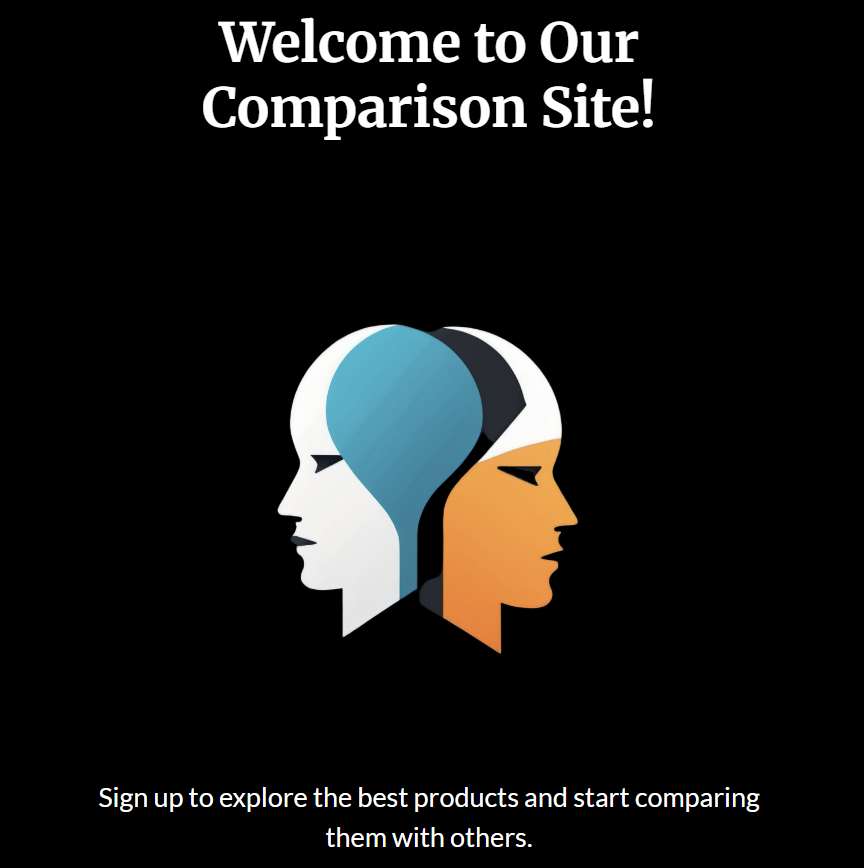 Welcome to Our
Comparison Site!
Sign up to explore the best products and start comparing
them with others.